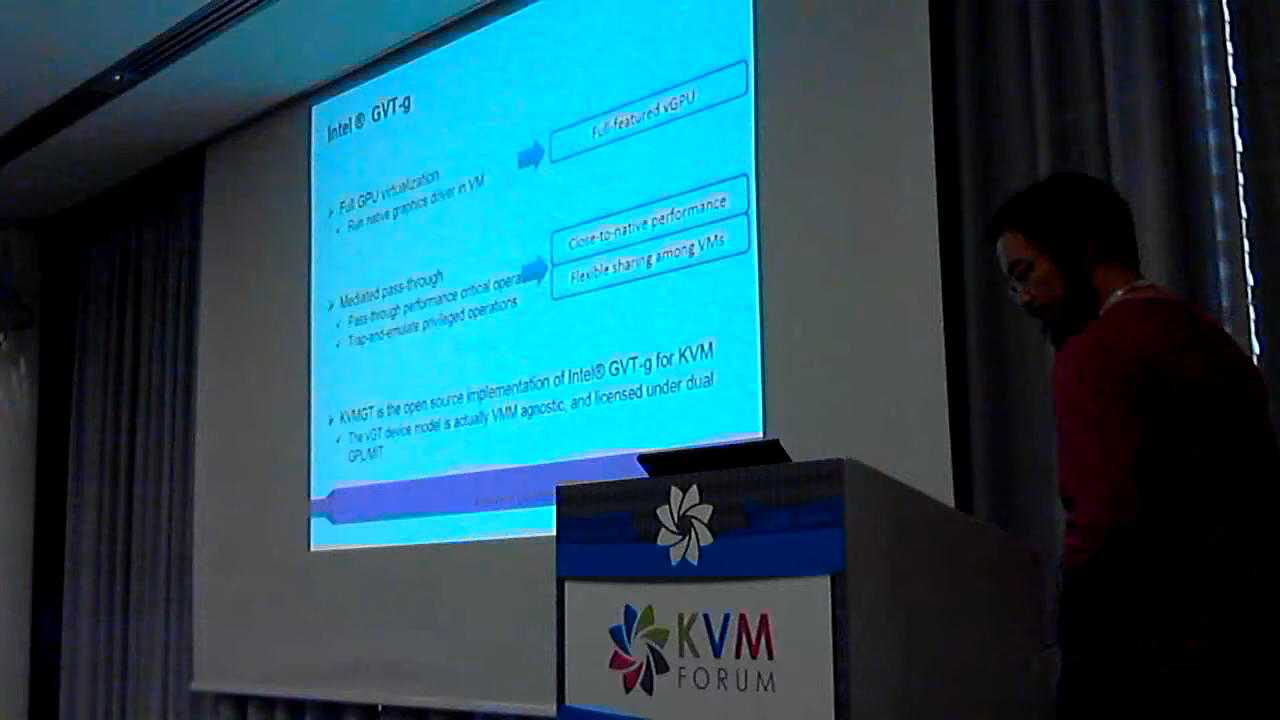 Intel ® GVT-g
Full GPU virtualization
Run native graphics driver in VM
Full-featured vGPU
Mediated pass-through
Pass-through performance critical opera
Trap-and-emulate privileged operations
Close-to-native performance
Flexible sharing among VMs
KVMGT is the open source implementation of Intel® GVT-g for KVM
The vGT device model is actually VMM agnostic, and licensed under dual
GPL/MIT
KVM
FORUM